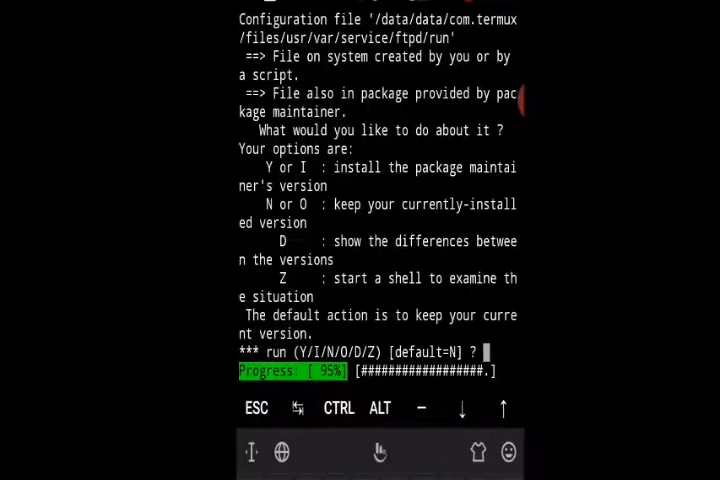 Configuration file '/data/data/com.termux
/files/usr/var/service/ftpd/run'
==> File on system created by you or by
a script.
==> File also in package provided by pac
kage maintainer.
What would you like to do about it ?
Your options are:
Y or I : install the package maintai
ner's version
N or O : keep your currently-install
ed version
D : show the differences betwee
n the versions
Z : start a shell to examine th
e situation
The default action is to keep your curre
nt version.
*** run (Y/I/N/O/D/Z) [default=N] ?
Progress: [ 95%] [##################.]
ESC ↹ CTRL ALT – ↓ ↑